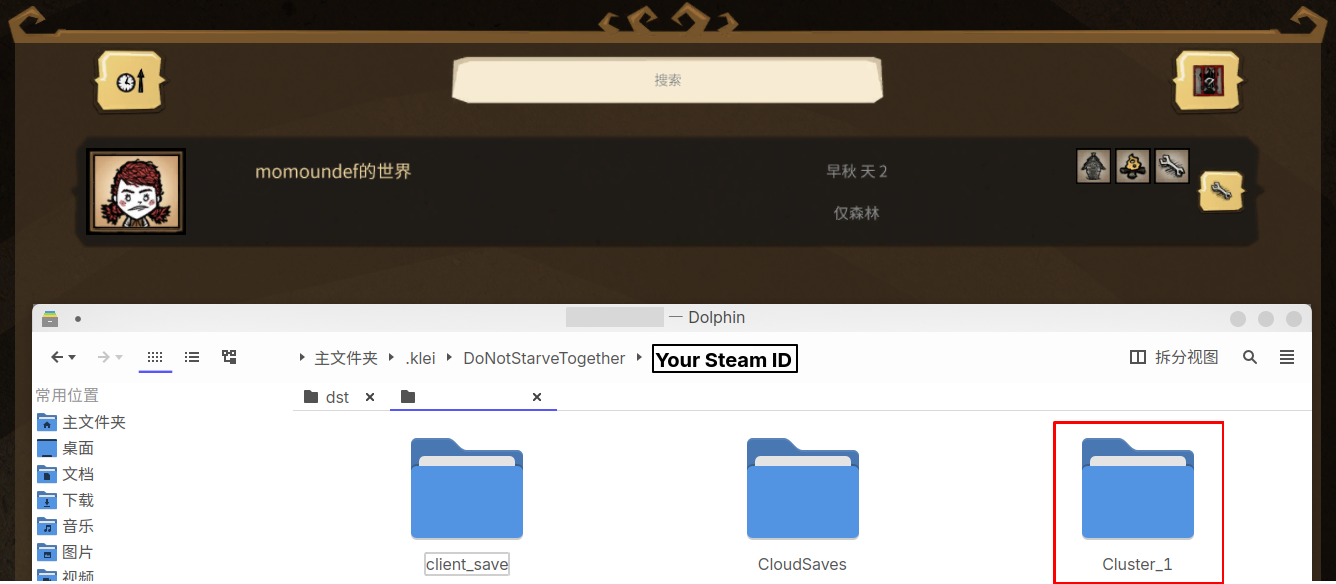 搜索
momoundef的世界
早秋 天 2
仅森林
— Dolphin
主文件夹 .klei DoNotStarveTogether Your Steam ID
拆分视图
常用位置
dst
主文件夹
桌面
文档
下载
音乐
图片
视频
client_save
CloudSaves
Cluster_1